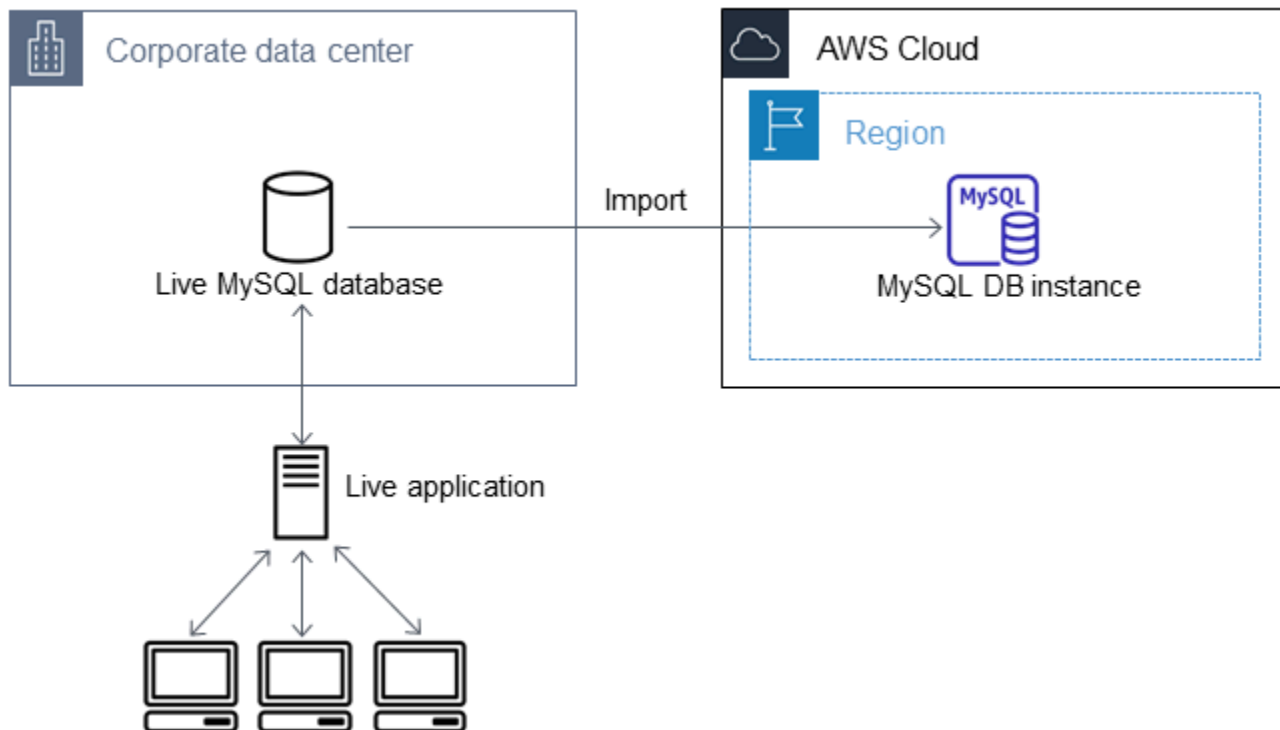 Corporate data center
AWS Cloud
Region
Import
MySQL
Live MySQL database
MySQL DB instance
Live application